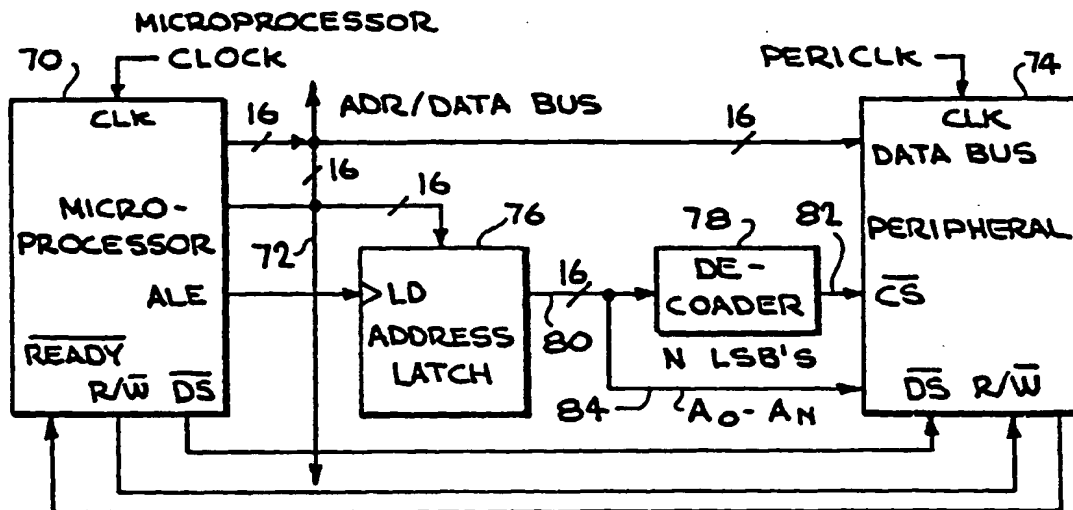 MICROPROCESSOR
CLOCK
70
PERICLK
74
CLK
16
ADR/DATA BUS
16
CLK
DATA BUS
16
16
MICRO-
PROCESSOR
72
76
78
82
PERIPHERAL
ALE
LD
ADDRESS
LATCH
16
80
DE-
COADER
CS
READY
R/W DS
N LSB'S
84
A0-AN
DS R/W